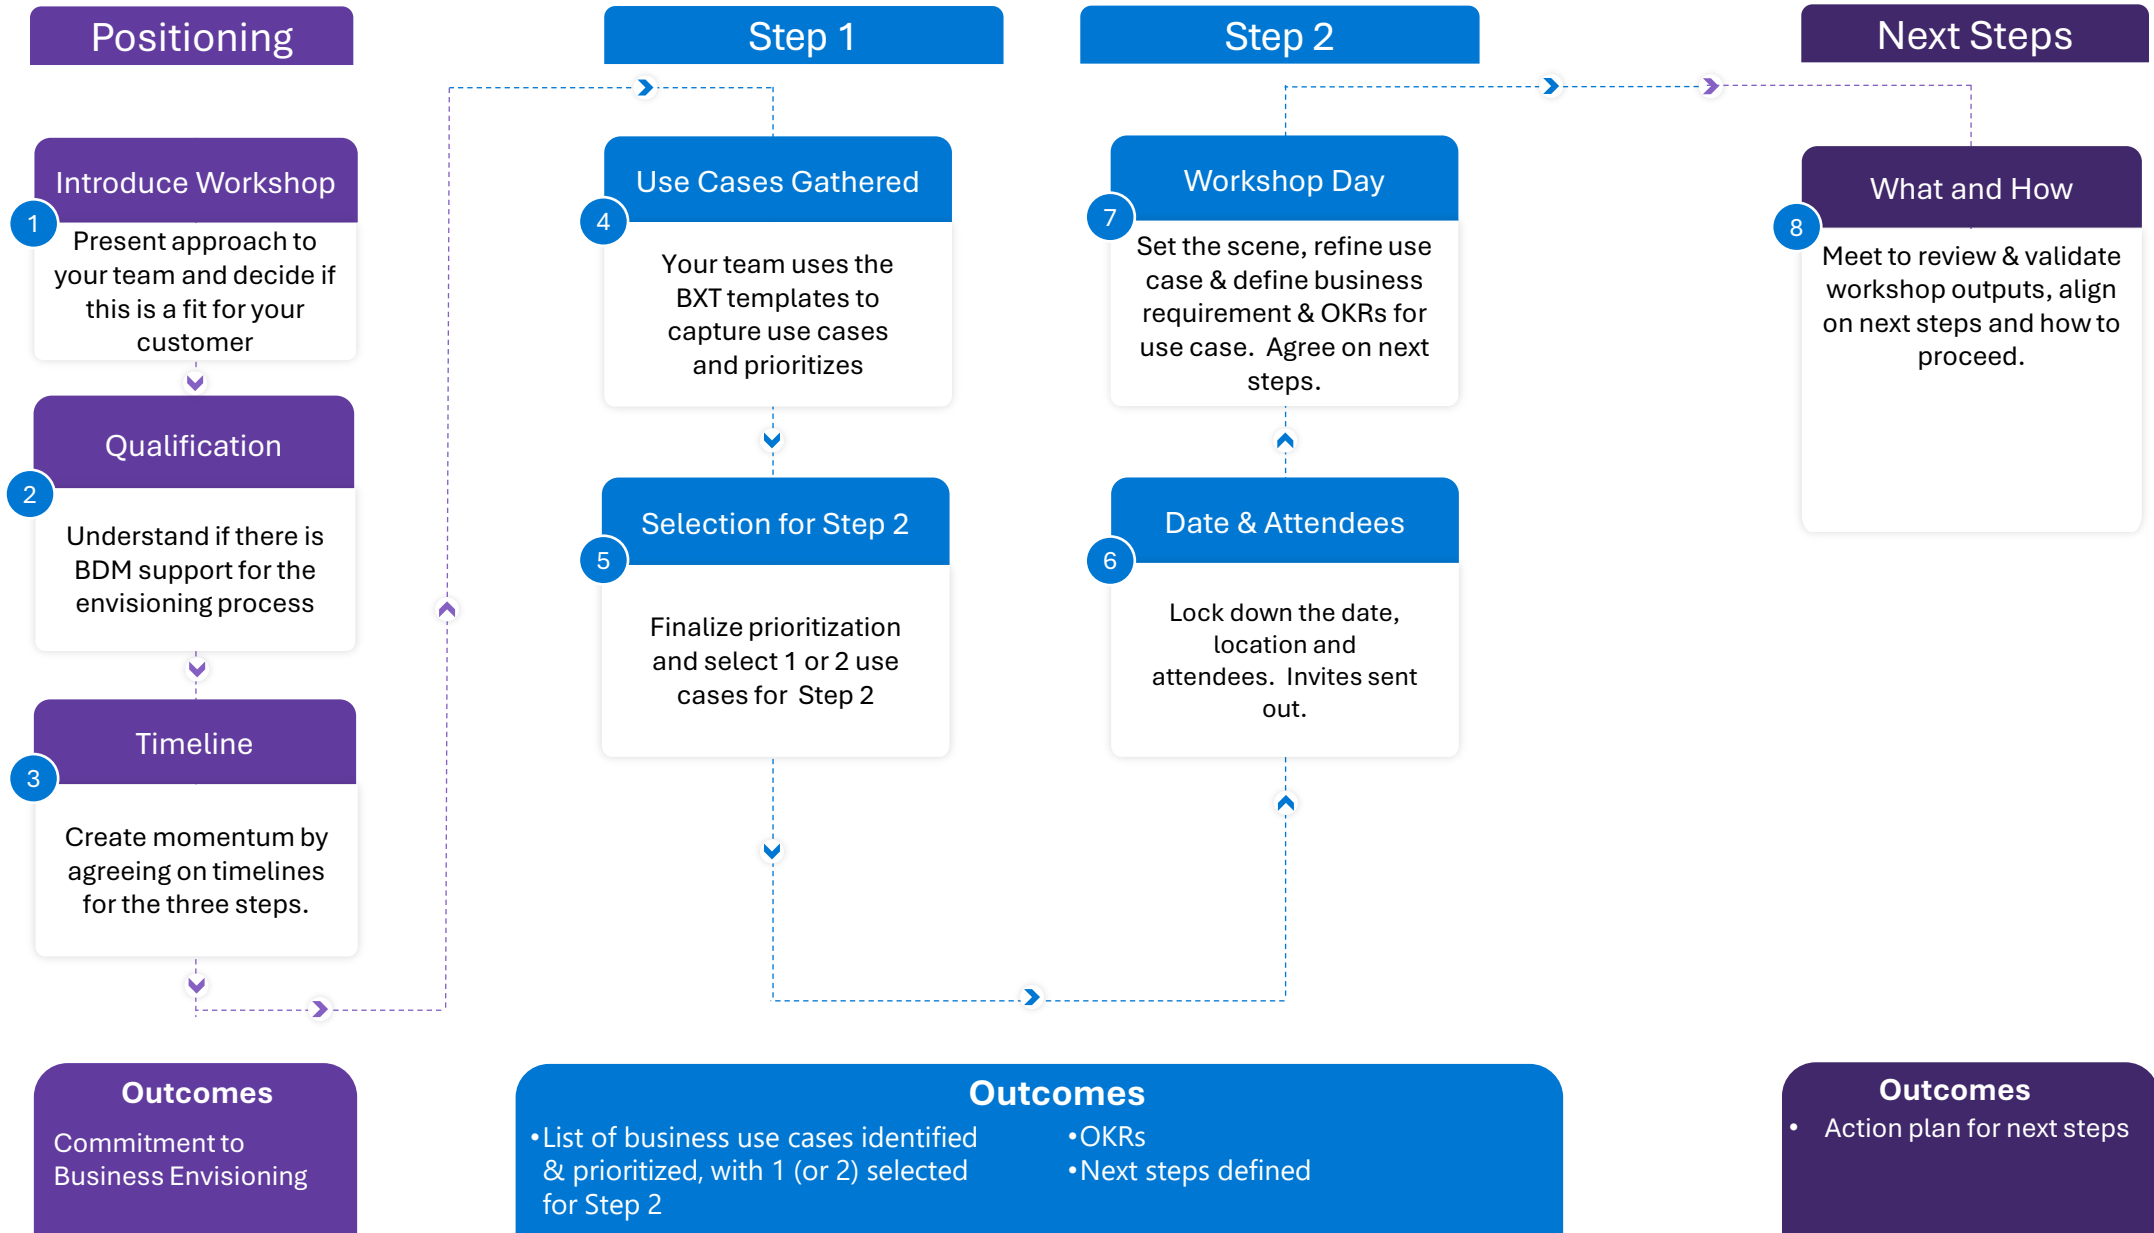 Positioning
Step 1
Step 2
Next Steps
Introduce Workshop
1
Present approach to
your team and decide if
this is a fit for your
customer
Qualification
2
Understand if there is
BDM support for the
envisioning process
Timeline
3
Create momentum by
agreeing on timelines
for the three steps.
Use Cases Gathered
4
Your team uses the
BXT templates to
capture use cases
and prioritizes
Selection for Step 2
5
Finalize prioritization
and select 1 or 2 use
cases for  Step 2
Date & Attendees
6
Lock down the date,
location and
attendees.  Invites sent
out.
Workshop Day
7
Set the scene, refine use
case & define business
requirement & OKRs for
use case.  Agree on next
steps.
What and How
8
Meet to review & validate
workshop outputs, align
on next steps and how to
proceed.
Outcomes
Commitment to
Business Envisioning
Outcomes
•List of business use cases identified
& prioritized, with 1 (or 2) selected
for Step 2
•OKRs
•Next steps defined
Outcomes
• Action plan for next steps